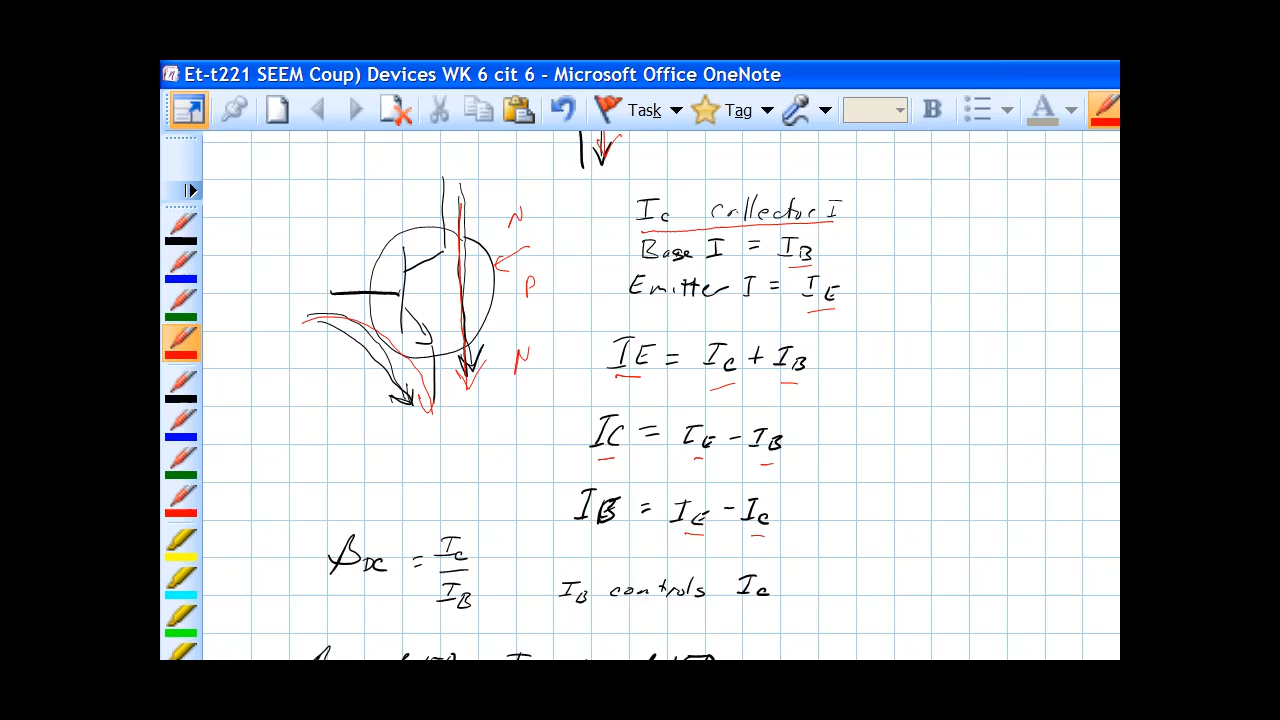 Et-t221 SEEM Coup) Devices WK 6 cit 6 - Microsoft Office OneNote
Task Tag B A
Ic collector I
Base I = IB
Emitter I = IE
N
P
N
IE = Ic + IB
IC = IE - IB
IB = IE - Ic
βDC = Ic / IB
IB controls Ic